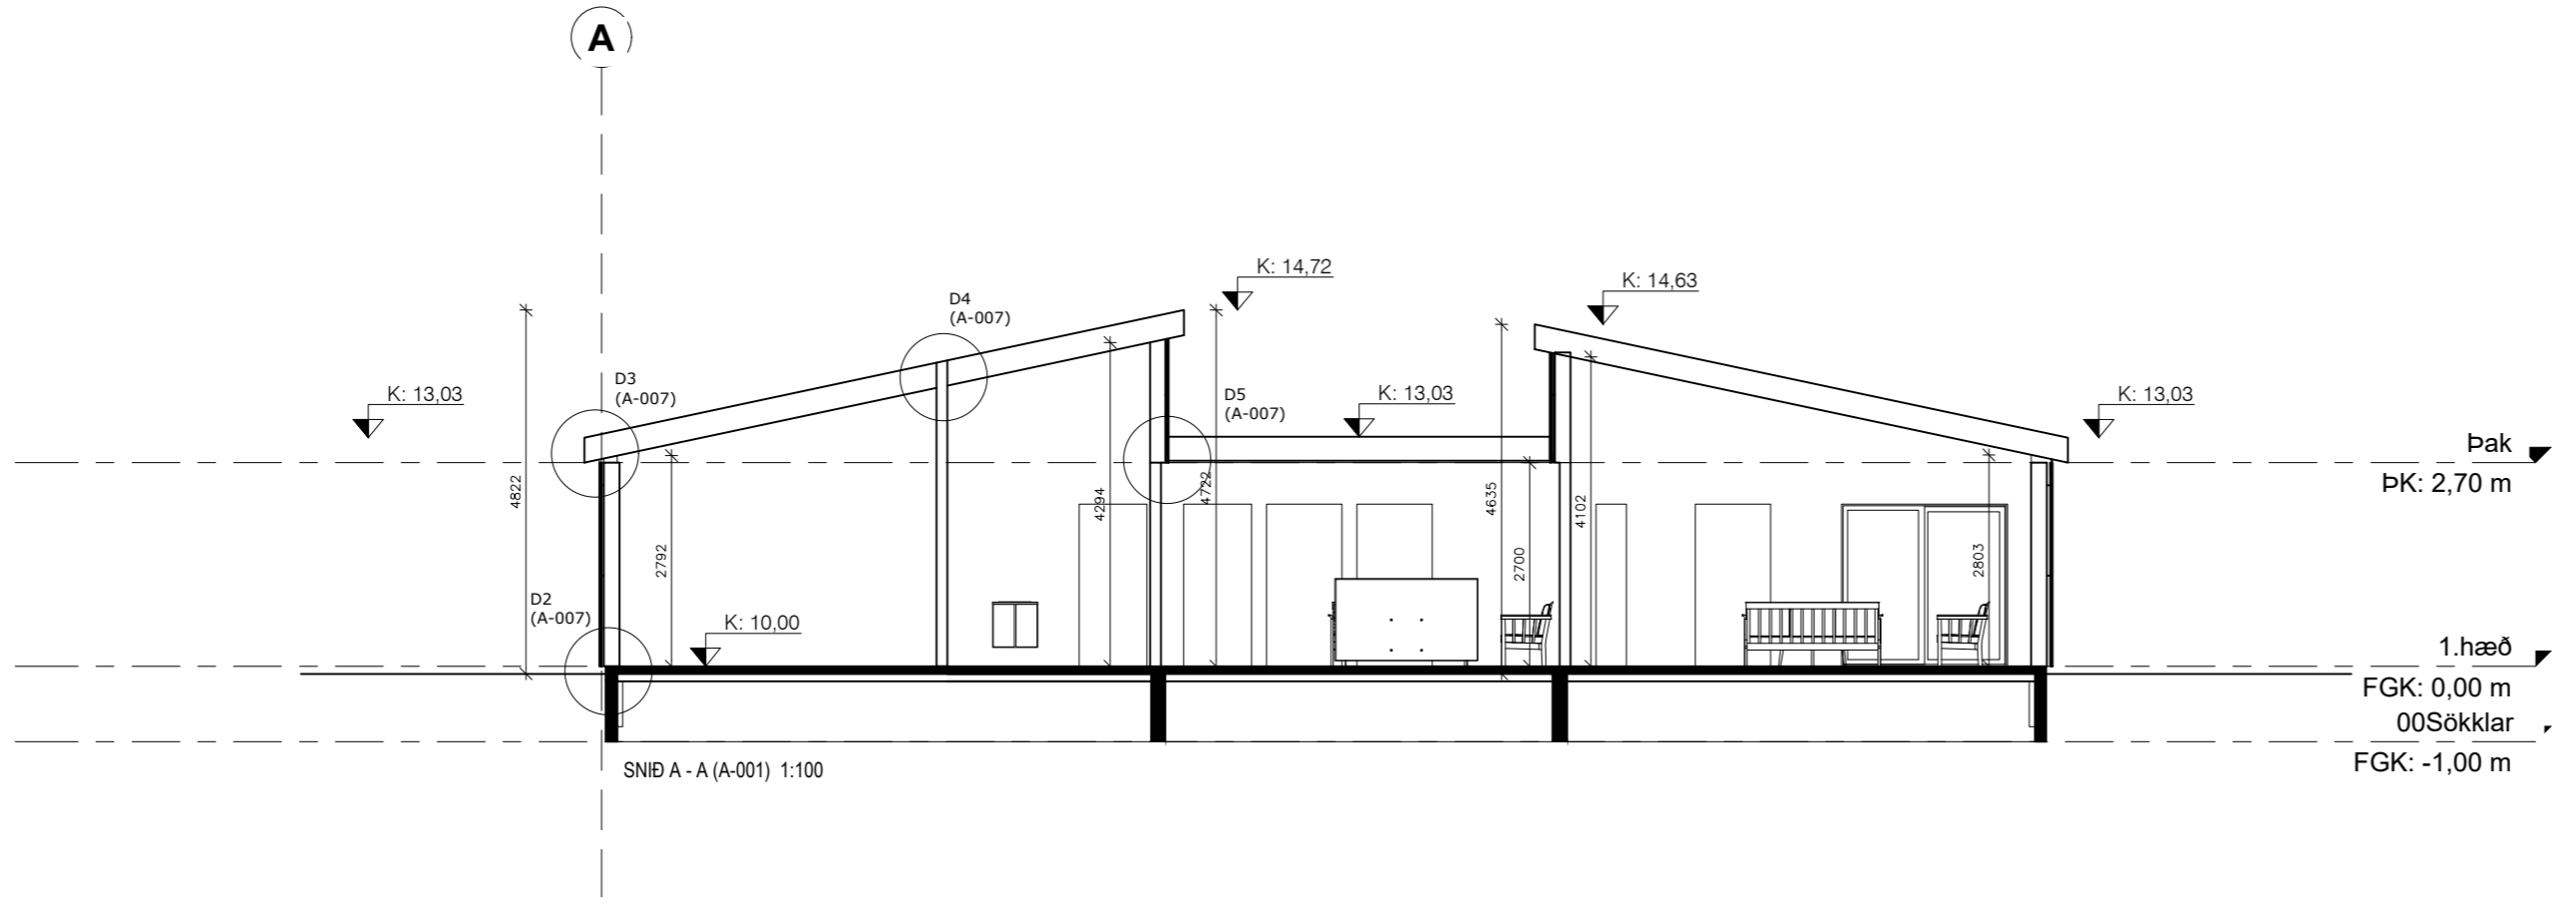 A
K: 14,72
K: 14,63
D4
(A-007)
D3
(A-007)
K: 13,03
D5
(A-007)
K: 13,03
K: 13,03
Þak
ÞK: 2,70 m
4822
4294
4722
4635
4102
2792
2700
2803
D2
(A-007)
K: 10,00
1.hæð
FGK: 0,00 m
00Sökklar
FGK: -1,00 m
SNIÐ A - A (A-001) 1:100